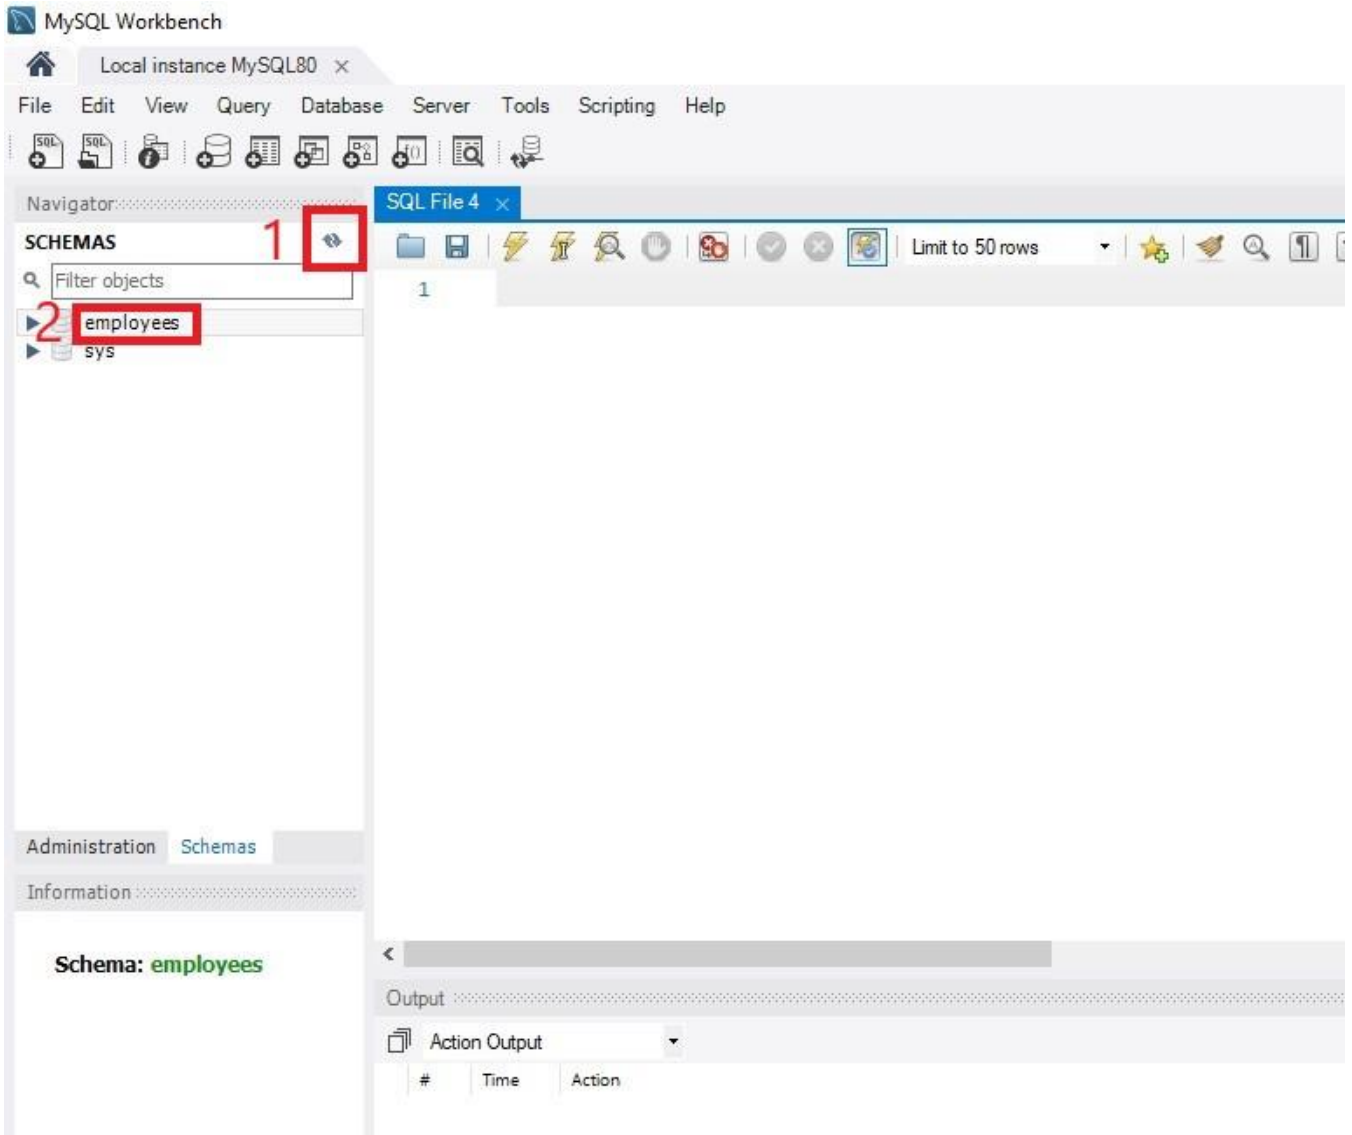 MySQL Workbench
Local instance MySQL80
File Edit View Query Database Server Tools Scripting Help
SQL SQL
Navigator
SQL File 4
SCHEMAS
1
Limit to 50 rows
Filter objects
1
2
employees
sys
Administration Schemas
Information
Schema: employees
Output
Action Output
# Time Action